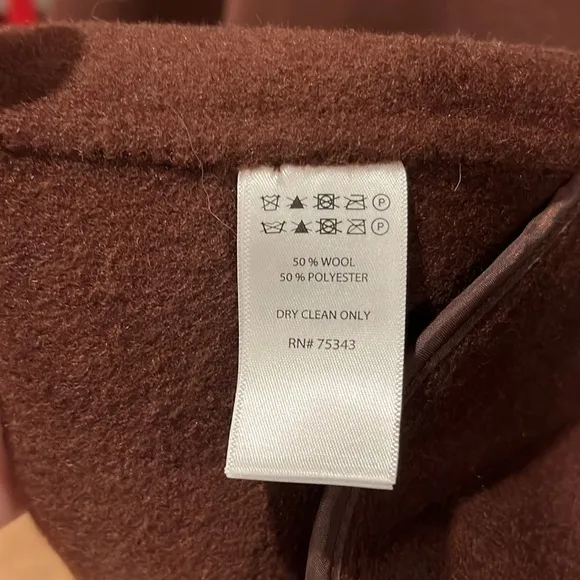 P
P
50 % WOOL
50 % POLYESTER
DRY CLEAN ONLY
RN# 75343